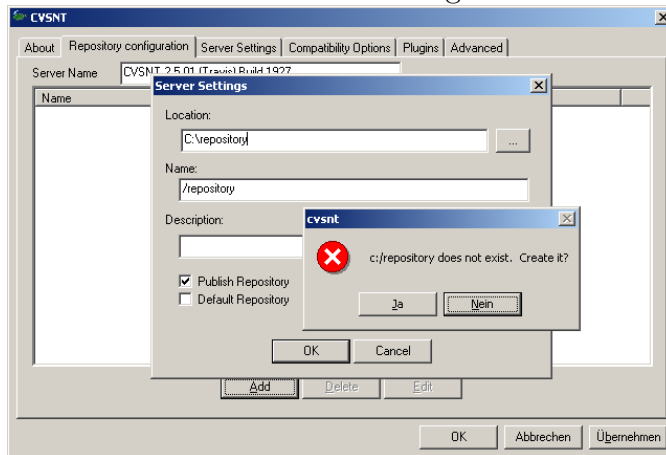 CVSNT
About Repository configuration Server Settings Compatibility Options Plugins Advanced
Server Name CVSNT 2.5.01 (Travis) Build 1927
Name
Server Settings
Location:
C:\repository
...
Name:
/repository
Description:
Publish Repository
Default Repository
OK Cancel
cvsnt
c:/repository does not exist. Create it?
Ja Nein
Add Delete Edit
OK Abbrechen Übernehmen